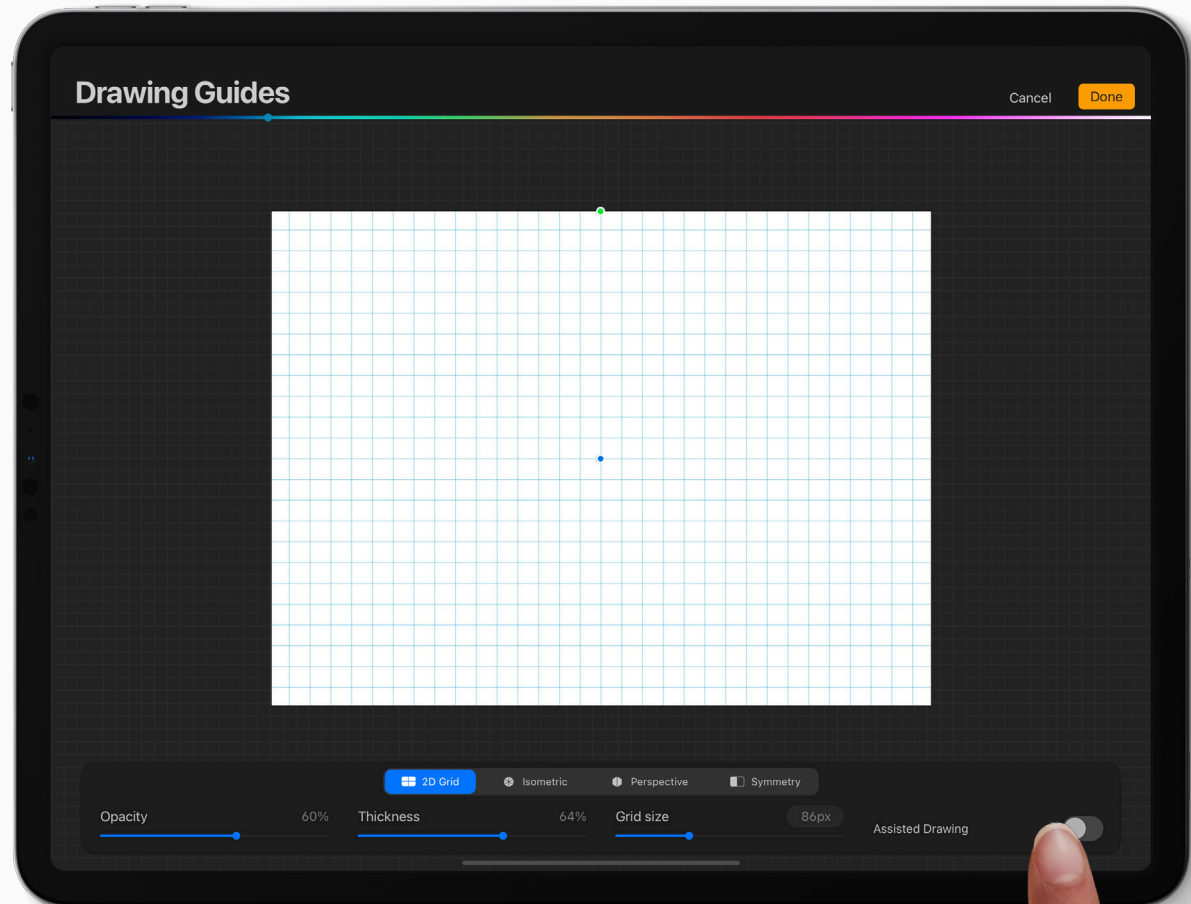 Drawing Guides
Cancel
Done
2D Grid
Isometric
Perspective
Symmetry
Opacity
60%
Thickness
64%
Grid size
86px
Assisted Drawing